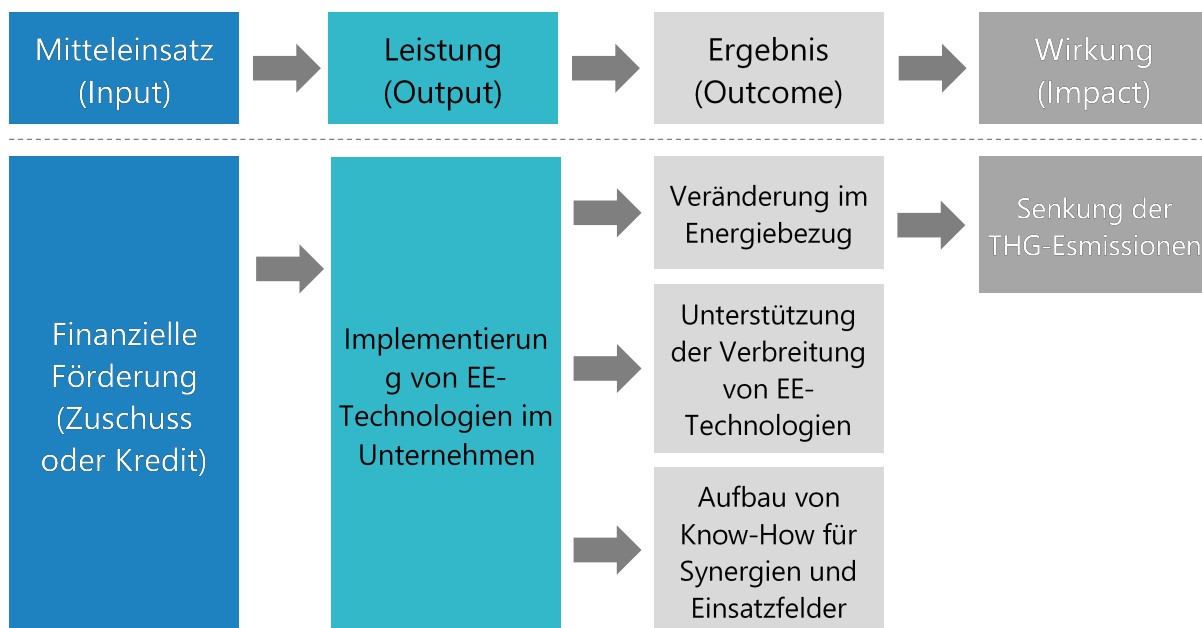 Mitteleinsatz
(Input)
Leistung
(Output)
Ergebnis
(Outcome)
Wirkung
(Impact)
Finanzielle
Förderung
(Zuschuss
oder Kredit)
Implementierun
g von EE-
Technologien im
Unternehmen
Veränderung im
Energiebezug
Unterstützung
der Verbreitung
von EE-
Technologien
Aufbau von
Know-How für
Synergien und
Einsatzfelder
Senkung der
THG-Esmissionen